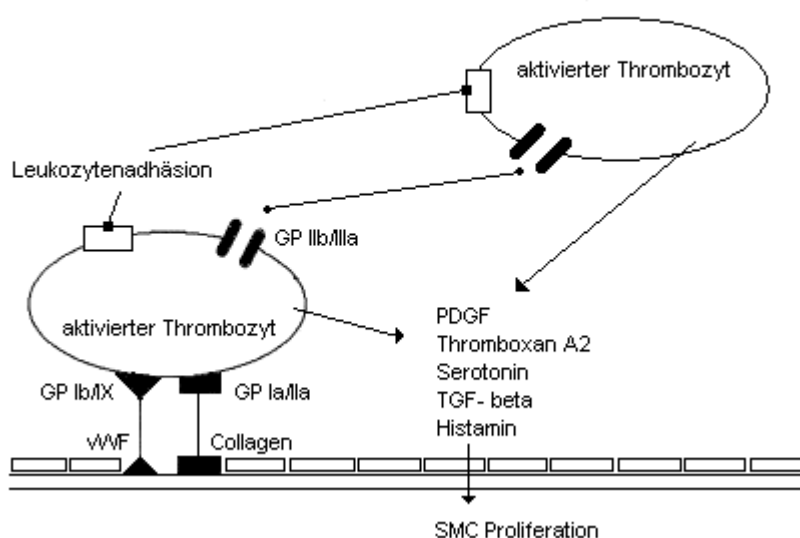 aktivierter Thrombozyt
Leukozytenadhäsion
GP IIb/IIIa
aktivierter Thrombozyt
PDGF
Thromboxan A2
Serotonin
TGF- beta
Histamin
GP Ib/IX
GP Ia/IIa
vWF
Collagen
SMC Proliferation